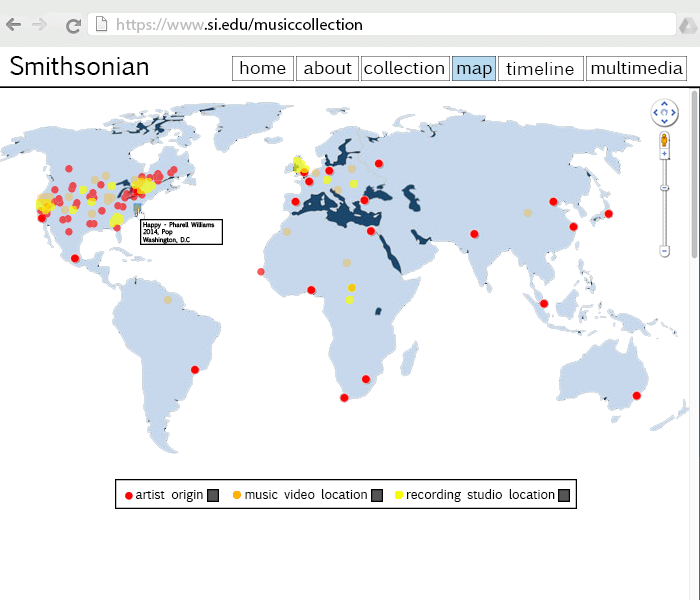 https://www.si.edu/musiccollection
Smithsonian
home about collection map timeline multimedia
Happy - Pharell Williams
2014, Pop
Washington, D.C
artist origin music video location recording studio location